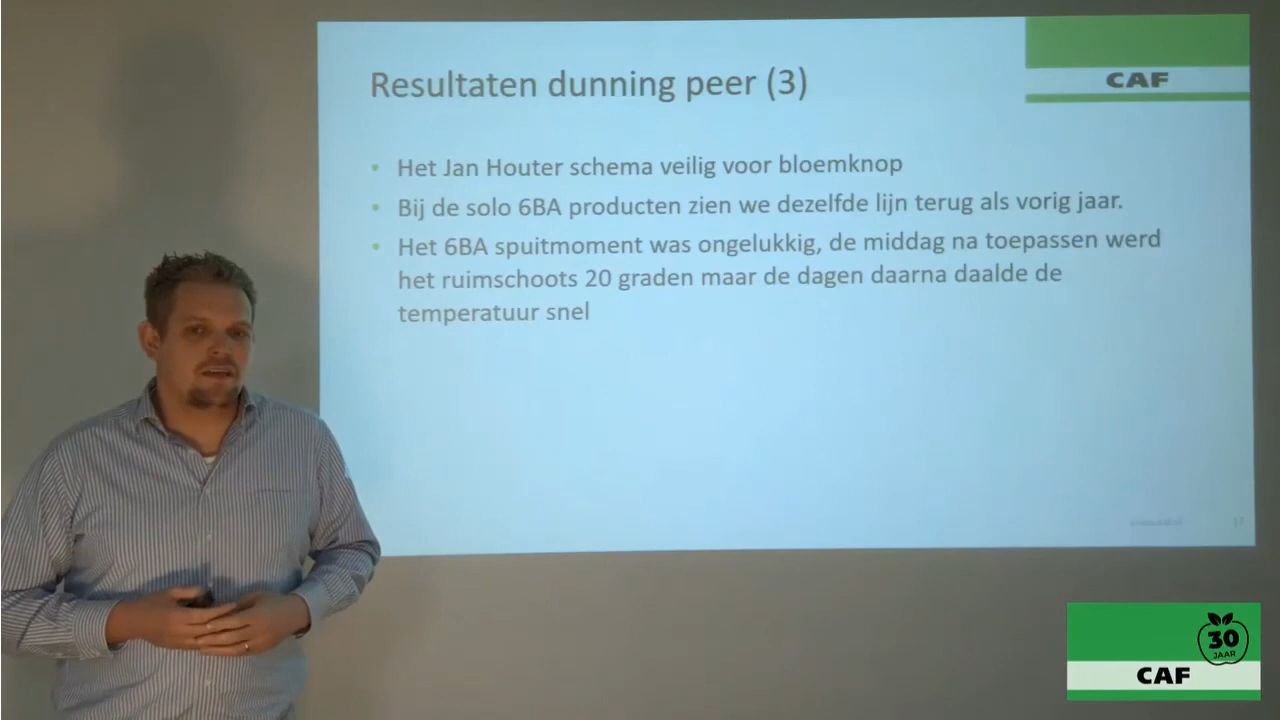 Resultaten dunning peer (3)
CAF
• Het Jan Houter schema veilig voor bloemknop
• Bij de solo 6BA producten zien we dezelfde lijn terug als vorig jaar.
• Het 6BA spuitmoment was ongelukkig, de middag na toepassen werd
het ruimschoots 20 graden maar de dagen daarna daalde de
temperatuur snel
17
30
JAAR
CAF